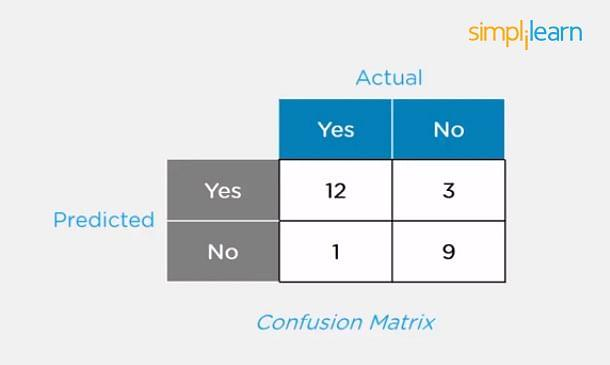 simplilearn
Actual
Yes No
Yes 12 3
Predicted
No 1 9
Confusion Matrix